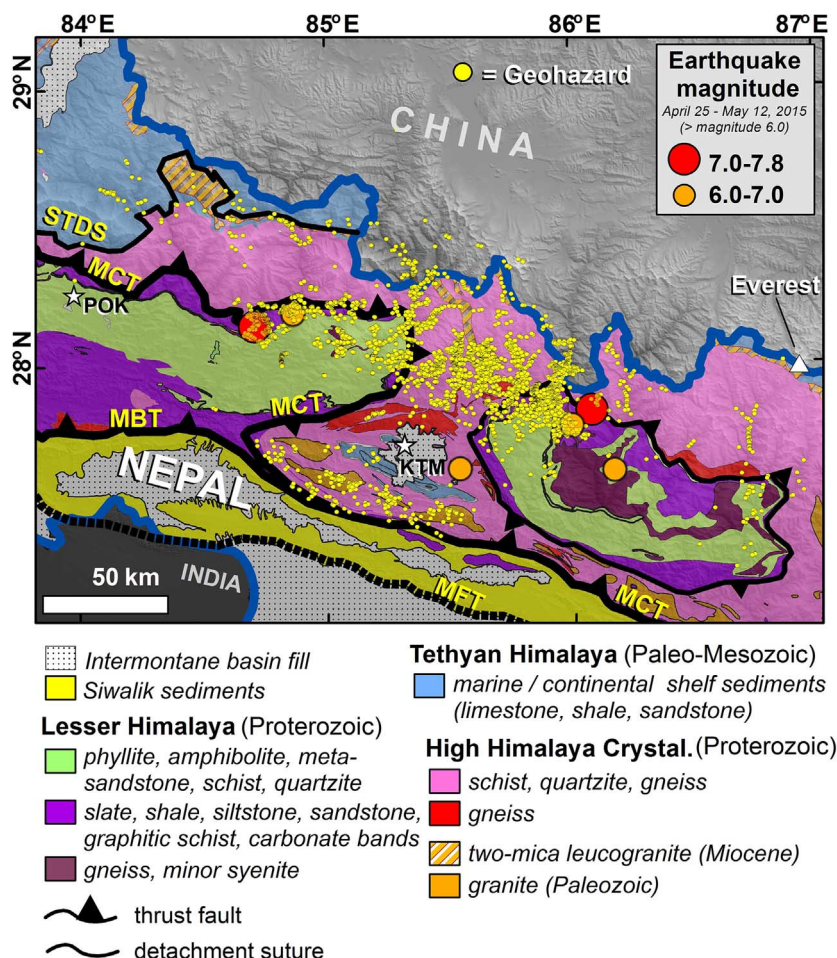 84°E 85°E 86°E 87°E
29°N
28°N
= Geohazard
Earthquake
magnitude
April 25 - May 12, 2015
(> magnitude 6.0)
7.0-7.8
6.0-7.0
CHINA
STDS
MCT
POK
Everest
MCT
MBT
KTM
NEPAL
INDIA
50 km
MFT
MCT
Intermontane basin fill
Siwalik sediments
Lesser Himalaya (Proterozoic)
phyllite, amphibolite, meta-
sandstone, schist, quartzite
slate, shale, siltstone, sandstone,
graphitic schist, carbonate bands
gneiss, minor syenite
thrust fault
detachment suture
Tethyan Himalaya (Paleo-Mesozoic)
marine / continental shelf sediments
(limestone, shale, sandstone)
High Himalaya Crystal. (Proterozoic)
schist, quartzite, gneiss
gneiss
two-mica leucogranite (Miocene)
granite (Paleozoic)